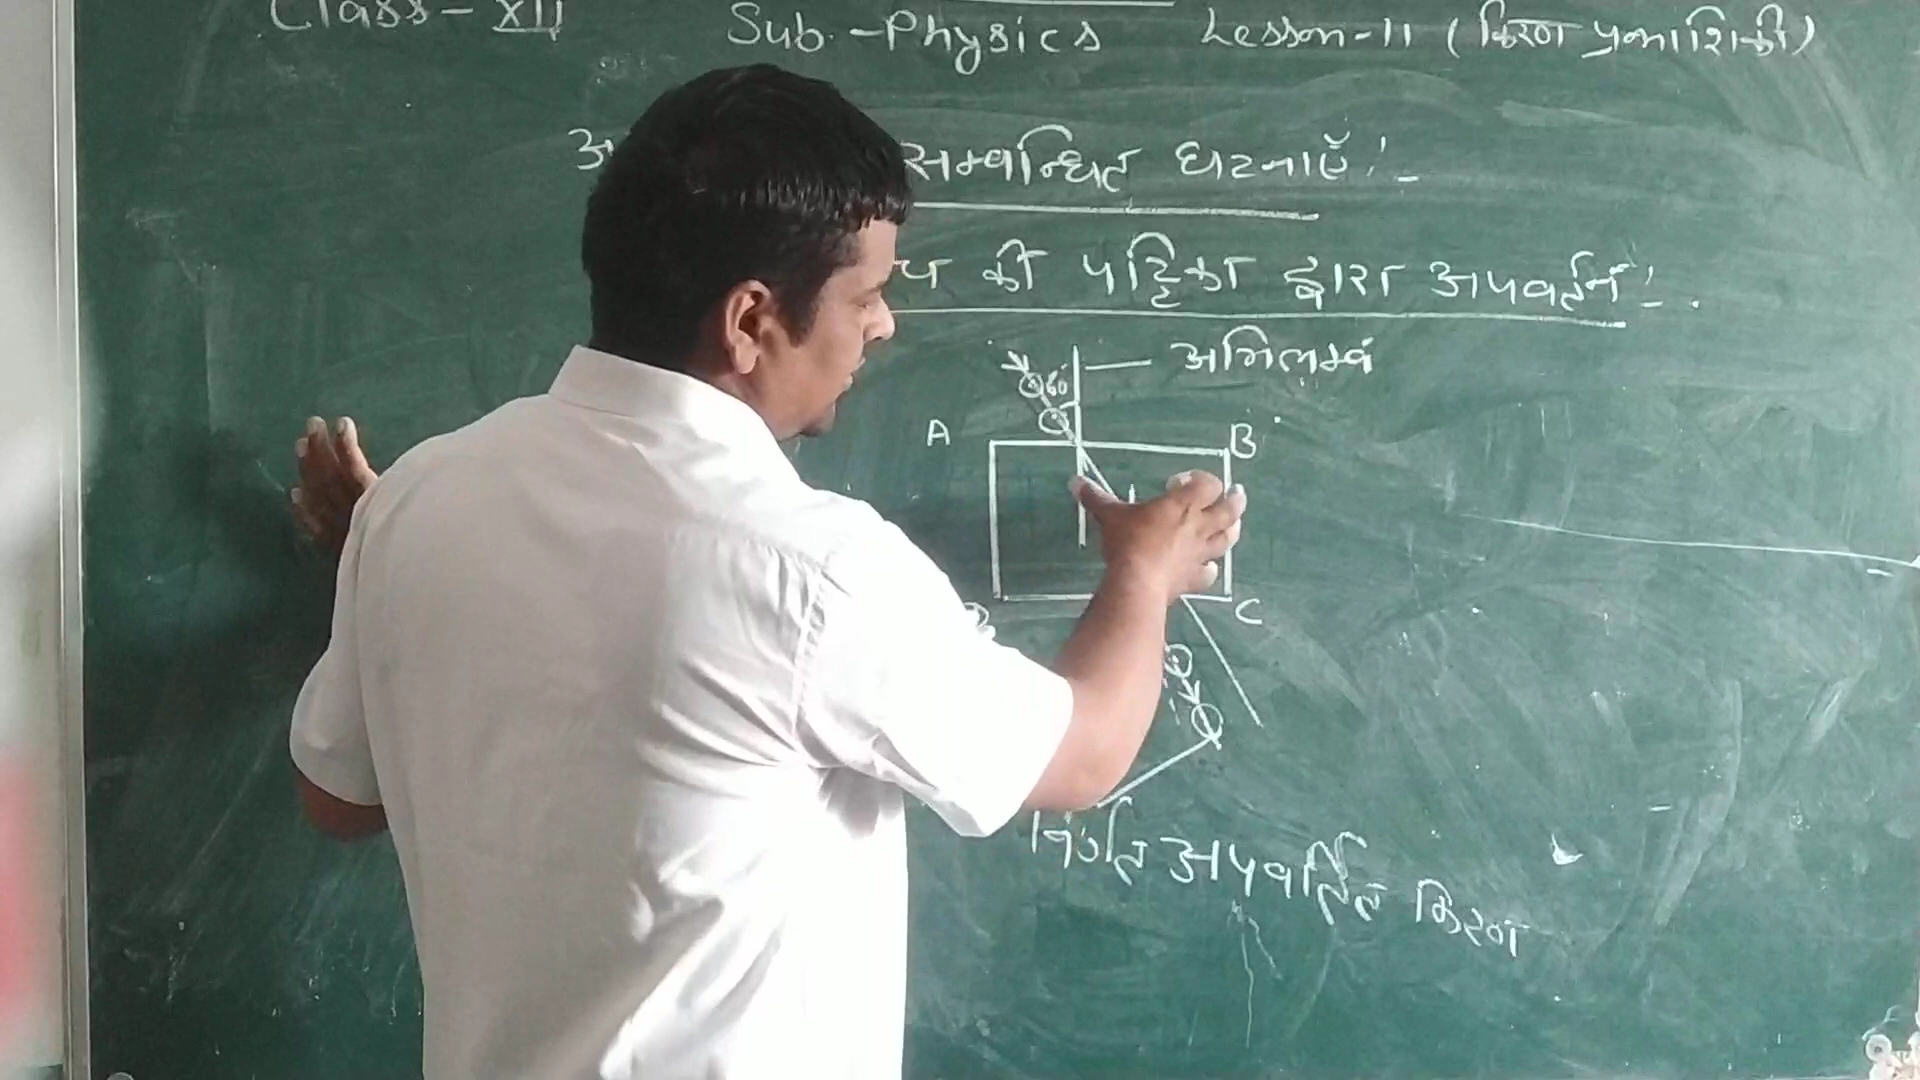 Class - XII Sub. - Physics Lesson - 11 (किरण प्रकाशिकी)
सम्बन्धित घटनाएँ :-
की पट्टिका द्वारा अपवर्तन :-
अभिलम्ब
60
A
B
C
निर्गत अपवर्तित किरण